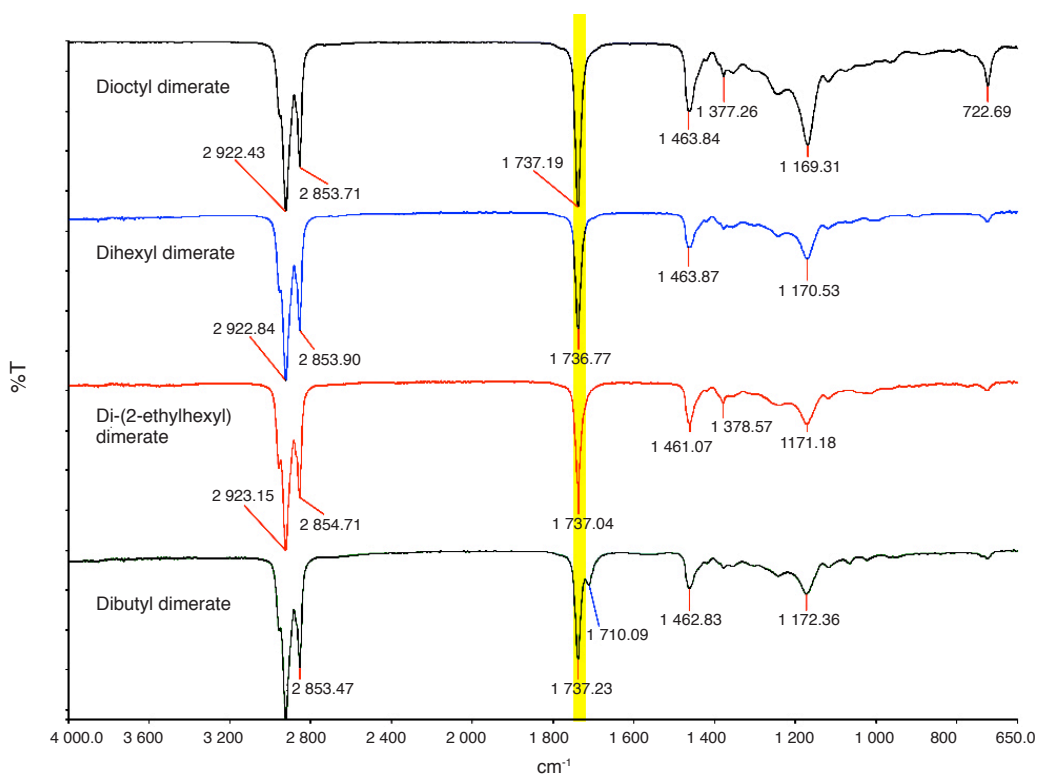 Dioctyl dimerate
2 922.43
2 853.71
1 737.19
1 463.84
1 377.26
1 169.31
722.69
Dihexyl dimerate
2 922.84
2 853.90
1 736.77
1 463.87
1 170.53
%T
Di-(2-ethylhexyl)
dimerate
2 923.15
2 854.71
1 737.04
1 461.07
1 378.57
1171.18
Dibutyl dimerate
2 853.47
1 737.23
1 710.09
1 462.83
1 172.36
4 000.0 3 600 3 200 2 800 2 400 2 000 1 800 1 600 1 400 1 200 1 000 800 650.0
cm-1